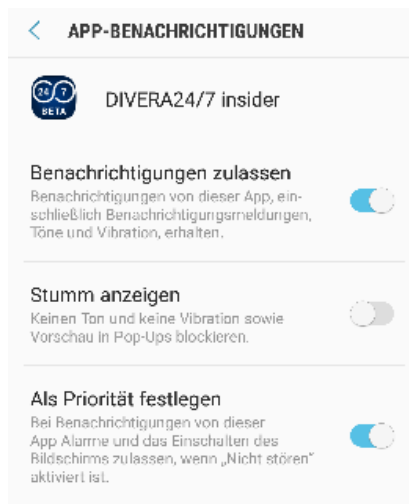 APP-BENACHRICHTIGUNGEN
24/7
BETA
DIVERA24/7 insider
Benachrichtigungen zulassen
Benachrichtigungen von dieser App, ein-
schließlich Benachrichtigungsmeldungen,
Töne und Vibration, erhalten.
Stumm anzeigen
Keinen Ton und keine Vibration sowie
Vorschau in Pop-Ups blockieren.
Als Priorität festlegen
Bei Benachrichtigungen von dieser
App Alarme und das Einschalten des
Bildschirms zulassen, wenn „Nicht stören“
aktiviert ist.